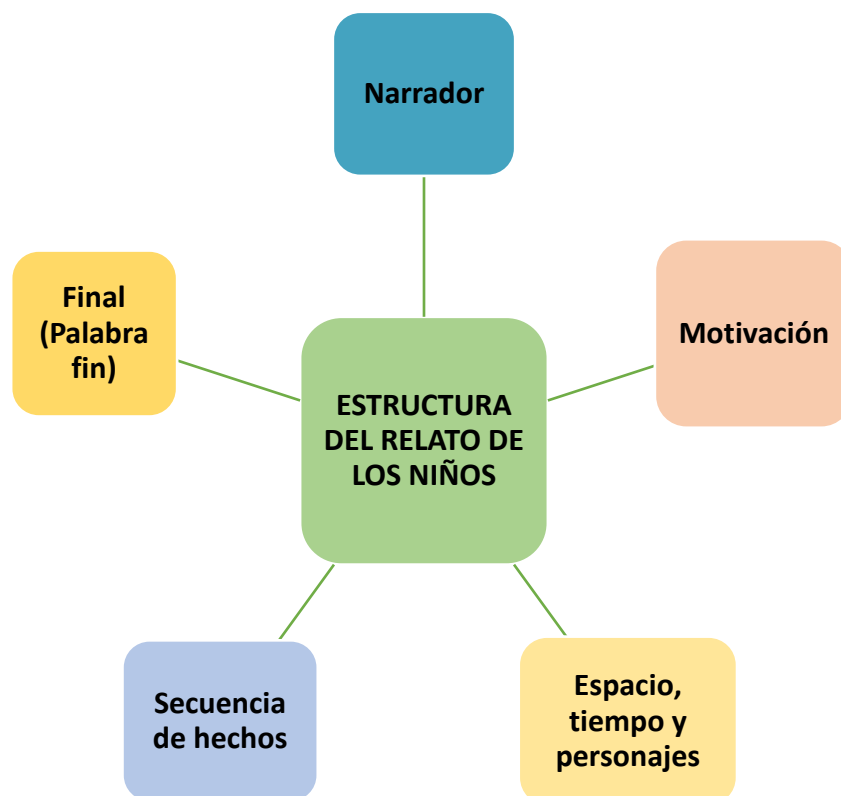 Narrador
Motivación
Espacio,
tiempo y
personajes
Secuencia
de hechos
Final
(Palabra
fin)
ESTRUCTURA
DEL RELATO DE
LOS NIÑOS